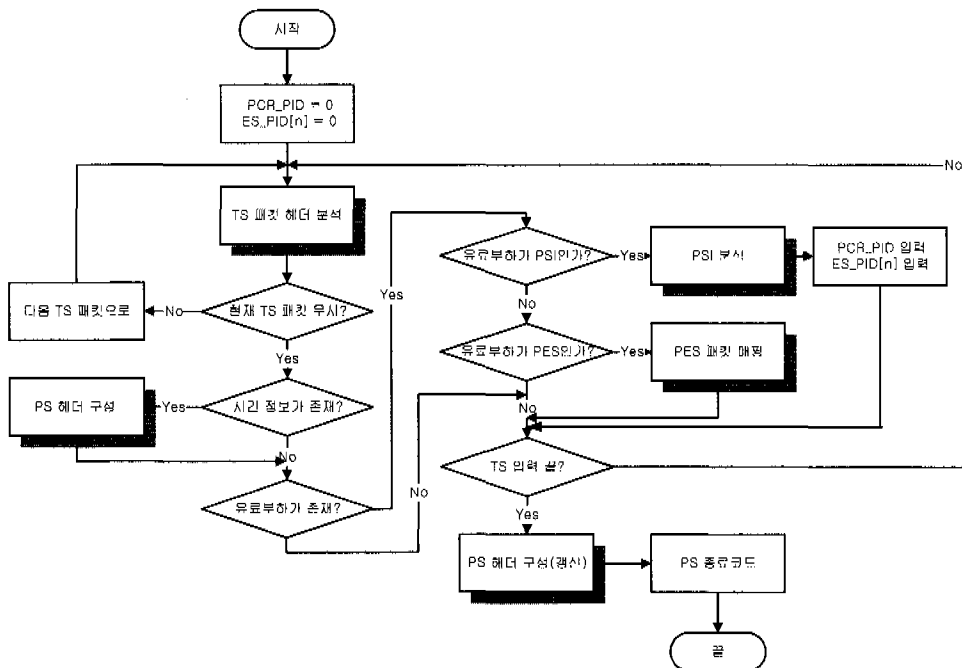 시작
PCR_PID = 0
ES_PID[n] = 0
No
TS 패킷 헤더 분석
유료부하가 PSI인가?
Yes
PSI 분석
PCR_PID 입력
ES_PID[n] 입력
Yes
다음 TS 패킷으로
No
현재 TS 패킷 무시?
No
유료부하가 PES인가?
Yes
PES 패킷 매핑
Yes
PS 헤더 구성
Yes
시간 정보가 존재?
No
No
TS 입력 끝?
No
유료부하가 존재?
Yes
PS 헤더 구성(갱신)
PS 종료코드
끝